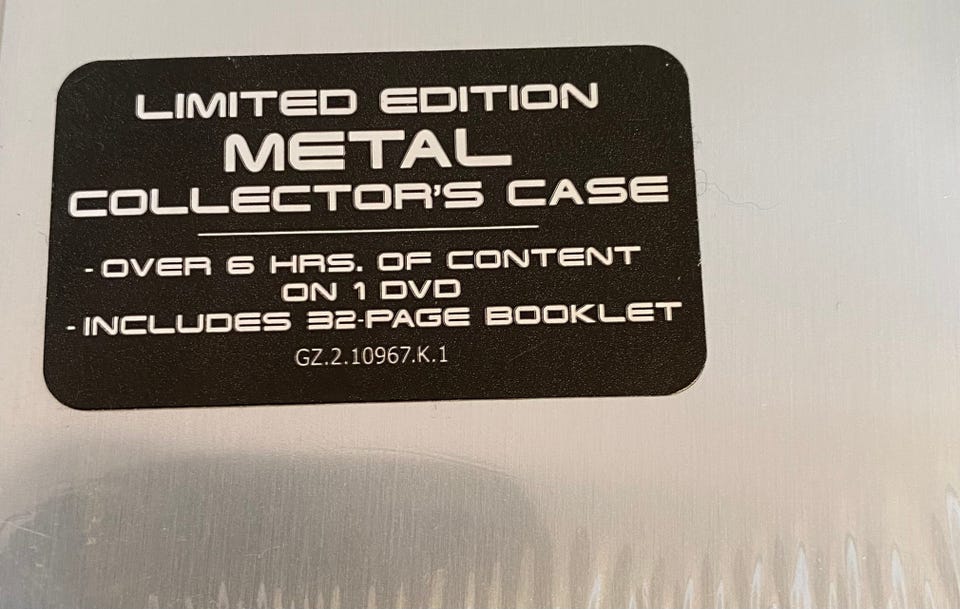 LIMITED EDITION
METAL
COLLECTOR'S CASE
- OVER 6 HRS. OF CONTENT
ON 1 DVD
- INCLUDES 32-PAGE BOOKLET
GZ.2.10967.K.1